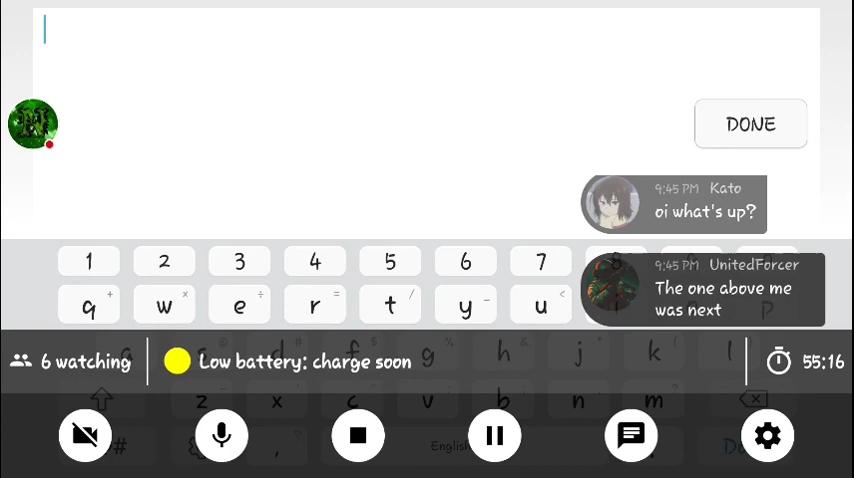 DONE
9:45 PM Kato
oi what's up?
1 2 3 4 5 6 7 8
9:45 PM UnitedForcer
The one above me
was next
q + w x e ÷ r = t / y _ u < p
6 watching
Low battery: charge soon
55:16
d # f g % h j k l
z x c v b n m
# , English